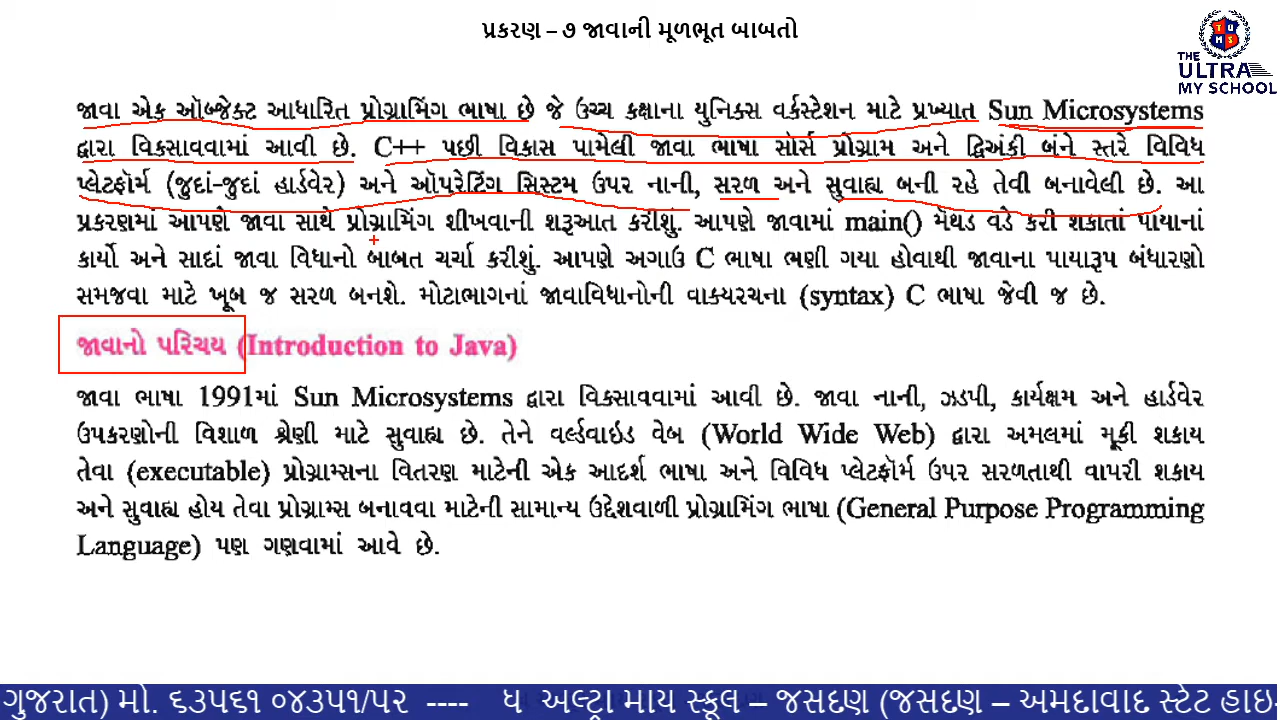 પ્રકરણ – ૭ જાવાની મૂળભૂત બાબતો
THE
ULTRA
MY SCHOOL
TU
MS
જાવા એક ઑબ્જેક્ટ આધારિત પ્રોગ્રામિંગ ભાષા છે જે ઉચ્ચ કક્ષાના યુનિક્સ વર્કસ્ટેશન માટે પ્રખ્યાત Sun Microsystems
દ્વારા વિકસાવવામાં આવી છે. C++ પછી વિકાસ પામેલી જાવા ભાષા સોર્સ પ્રોગ્રામ અને દ્વિઅંકી બંને સ્તરે વિવિધ
પ્લેટફૉર્મ (જુદાં-જુદાં હાર્ડવેર) અને ઑપરેટિંગ સિસ્ટમ ઉપર નાની, સરળ અને સુવાહ્ય બની રહે તેવી બનાવેલી છે. આ
પ્રકરણમાં આપણે જાવા સાથે પ્રોગ્રામિંગ શીખવાની શરૂઆત કરીશું. આપણે જાવામાં main() મેથડ વડે કરી શકાતાં પાયાનાં
કાર્યો અને સાદાં જાવા વિધાનો બાબત ચર્ચા કરીશું. આપણે અગાઉ C ભાષા ભણી ગયા હોવાથી જાવાના પાયારૂપ બંધારણો
સમજવા માટે ખૂબ જ સરળ બનશે. મોટાભાગનાં જાવાવિધાનોની વાક્યરચના (syntax) C ભાષા જેવી જ છે.
જાવાનો પરિચય (Introduction to Java)
જાવા ભાષા 1991માં Sun Microsystems દ્વારા વિકસાવવામાં આવી છે. જાવા નાની, ઝડપી, કાર્યક્ષમ અને હાર્ડવેર
ઉપકરણોની વિશાળ શ્રેણી માટે સુવાહ્ય છે. તેને વર્લ્ડવાઇડ વેબ (World Wide Web) દ્વારા અમલમાં મૂકી શકાય
તેવા (executable) પ્રોગ્રામ્સના વિતરણ માટેની એક આદર્શ ભાષા અને વિવિધ પ્લેટફૉર્મ ઉપર સરળતાથી વાપરી શકાય
અને સુવાહ્ય હોય તેવા પ્રોગ્રામ્સ બનાવવા માટેની સામાન્ય ઉદ્દેશવાળી પ્રોગ્રામિંગ ભાષા (General Purpose Programming
Language) પણ ગણવામાં આવે છે.
ગુજરાત) મો. ૬૩૫૬૧ ૦૪૩૫૧/૫૨ ---- ધ અલ્ટ્રા માય સ્કૂલ – જસદણ (જસદણ – અમદાવાદ સ્ટેટ હાઇ